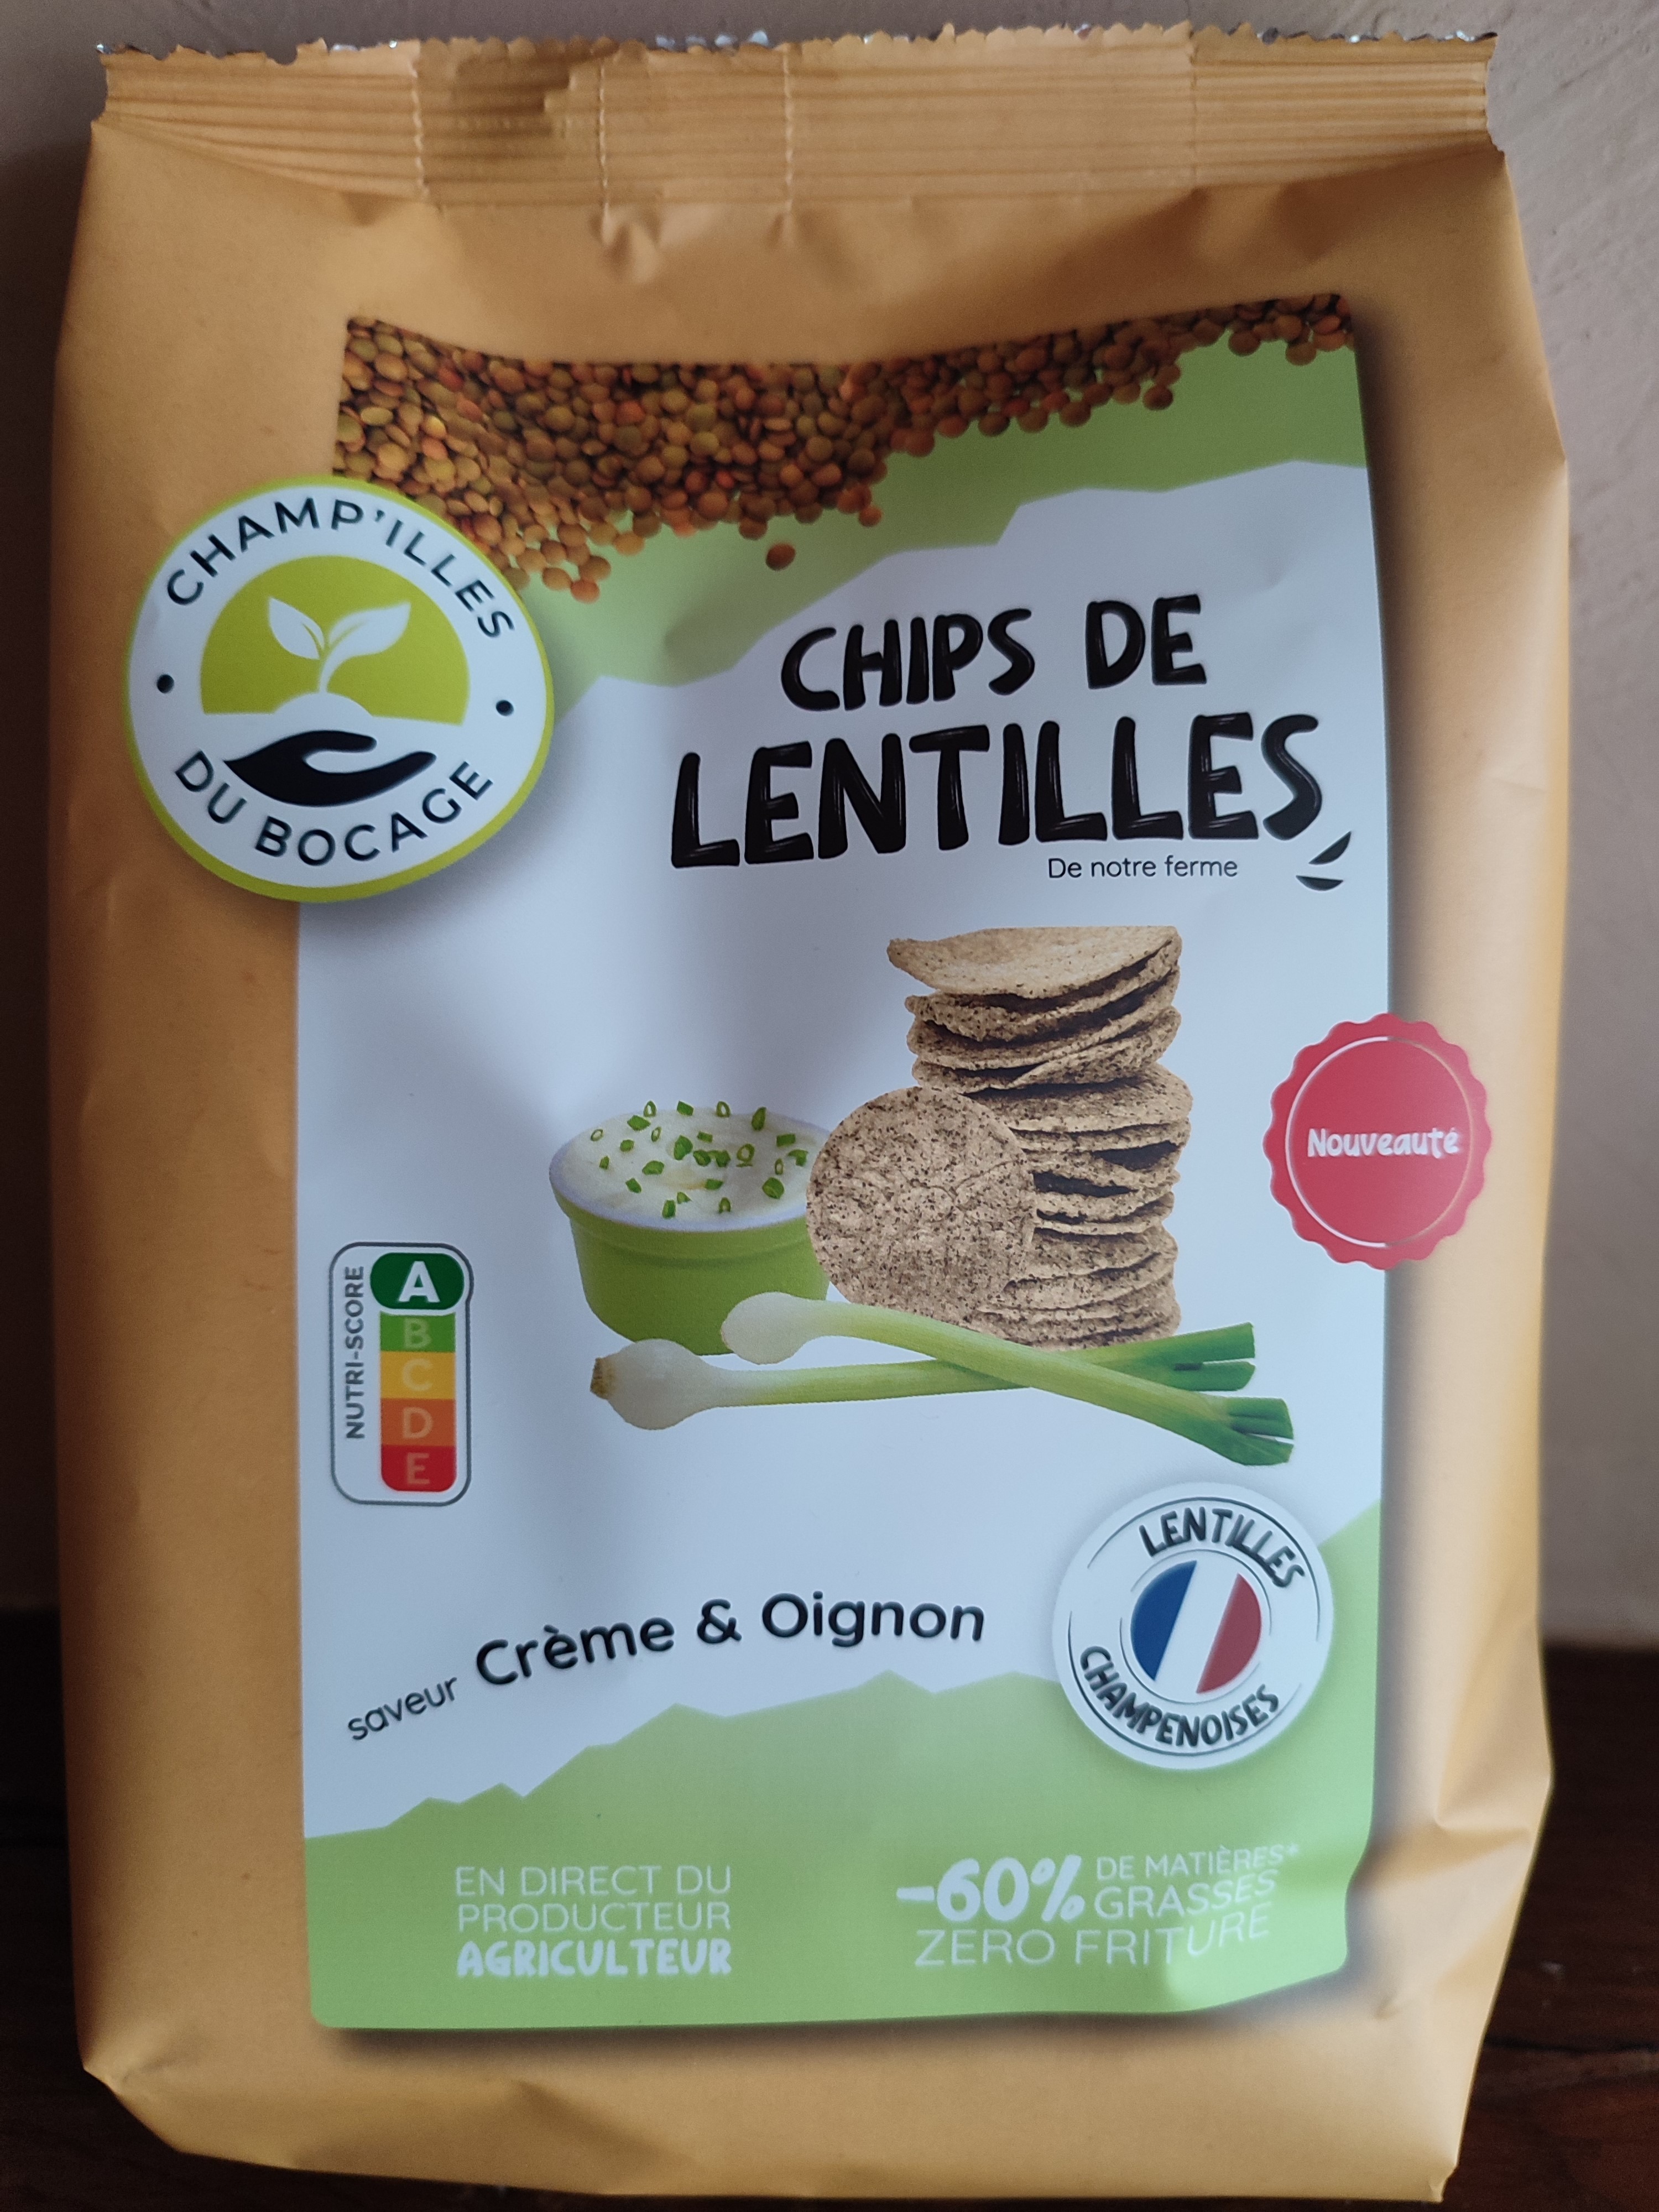 CHAMP'ILLES
DU BOCAGE
CHIPS DE
LENTILLES
De notre ferme
Nouveauté
NUTRI-SCORE
A
B
C
D
E
saveur Crème & Oignon
LENTILLES
CHAMPENOISES
EN DIRECT DU
PRODUCTEUR
AGRICULTEUR
-60% DE MATIÈRES*
GRASSES
ZERO FRITURE